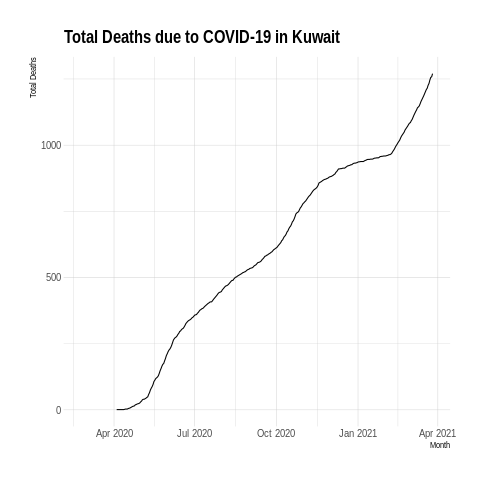 Total Deaths due to COVID-19 in Kuwait
Total Deaths
1000
500
0
Apr 2020 Jul 2020 Oct 2020 Jan 2021 Apr 2021
Month